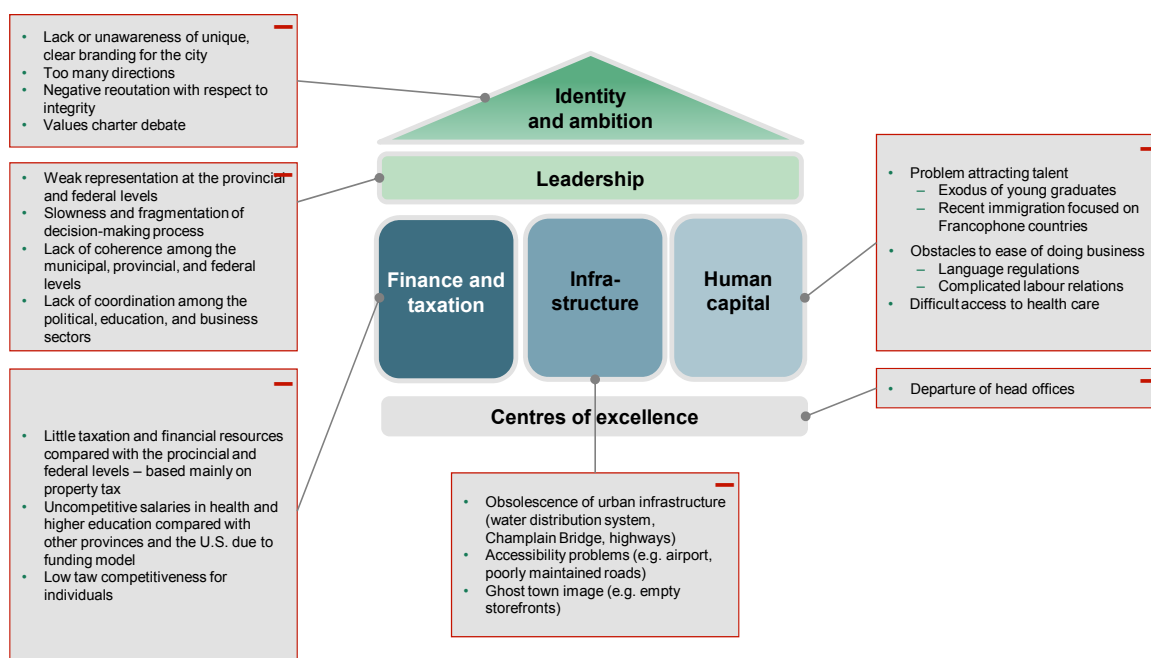 Lack or unawareness of unique,
clear branding for the city
Too many directions
Negative reoutation with respect to
integrity
Values charter debate
Identity
and ambition
Leadership
Weak representation at the provincial
and federal levels
Slowness and fragmentation of
decision-making process
Lack of coherence among the
municipal, provincial, and federal
levels
Lack of coordination among the
political, education, and business
sectors
Finance and
taxation
Infra-
structure
Human
capital
Problem attracting talent
– Exodus of young graduates
– Recent immigration focused on
Francophone countries
Obstacles to ease of doing business
– Language regulations
– Complicated labour relations
Difficult access to health care
Departure of head offices
Centres of excellence
Little taxation and financial resources
compared with the procincial and
federal levels – based mainly on
property tax
Uncompetitive salaries in health and
higher education compared with
other provinces and the U.S. due to
funding model
Low taw competitiveness for
individuals
Obsolescence of urban infrastructure
(water distribution system,
Champlain Bridge, highways)
Accessibility problems (e.g. airport,
poorly maintained roads)
Ghost town image (e.g. empty
storefronts)